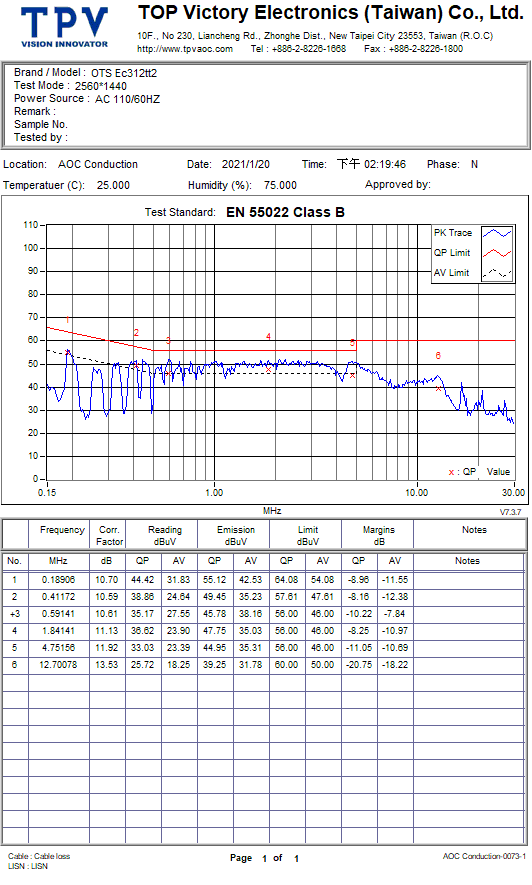 TPV
VISION INNOVATOR
TOP Victory Electronics (Taiwan) Co., Ltd.
10F., No 230, Liancheng Rd., Zhonghe Dist., New Taipei City 23553, Taiwan (R.O.C)
http://www.tpvaoc.com Tel : +886-2-8226-1668 Fax : +886-2-8226-1800
Brand / Model : OTS Ec312tt2
Test Mode : 2560*1440
Power Source : AC 110/60HZ
Remark :
Sample No.
Tested by :
Location: AOC Conduction Date: 2021/1/20 Time: 下午 02:19:46 Phase: N
Temperatuer (C): 25.000 Humidity (%): 75.000 Approved by:
Test Standard: EN 55022 Class B
110
100
90
80
70
60
50
40
30
20
10
0
PK Trace
QP Limit
AV Limit
1
2
3
4
5
6
x : QP Value
0.15 1.00 10.00 30.00
MHz
V7.3.7
Frequency Corr. Factor Reading dBuV Emission dBuV Limit dBuV Margins dB Notes
No. MHz dB QP AV QP AV QP AV QP AV Notes
1 0.18906 10.70 44.42 31.83 55.12 42.53 64.08 54.08 -8.96 -11.55
2 0.41172 10.59 38.86 24.64 49.45 35.23 57.61 47.61 -8.16 -12.38
+3 0.59141 10.61 35.17 27.55 45.78 38.16 56.00 46.00 -10.22 -7.84
4 1.84141 11.13 36.62 23.90 47.75 35.03 56.00 46.00 -8.25 -10.97
5 4.75156 11.92 33.03 23.39 44.95 35.31 56.00 46.00 -11.05 -10.69
6 12.70078 13.53 25.72 18.25 39.25 31.78 60.00 50.00 -20.75 -18.22
Cable : Cable loss
LISN : LISN
Page 1 of 1
AOC Conduction-0073-1